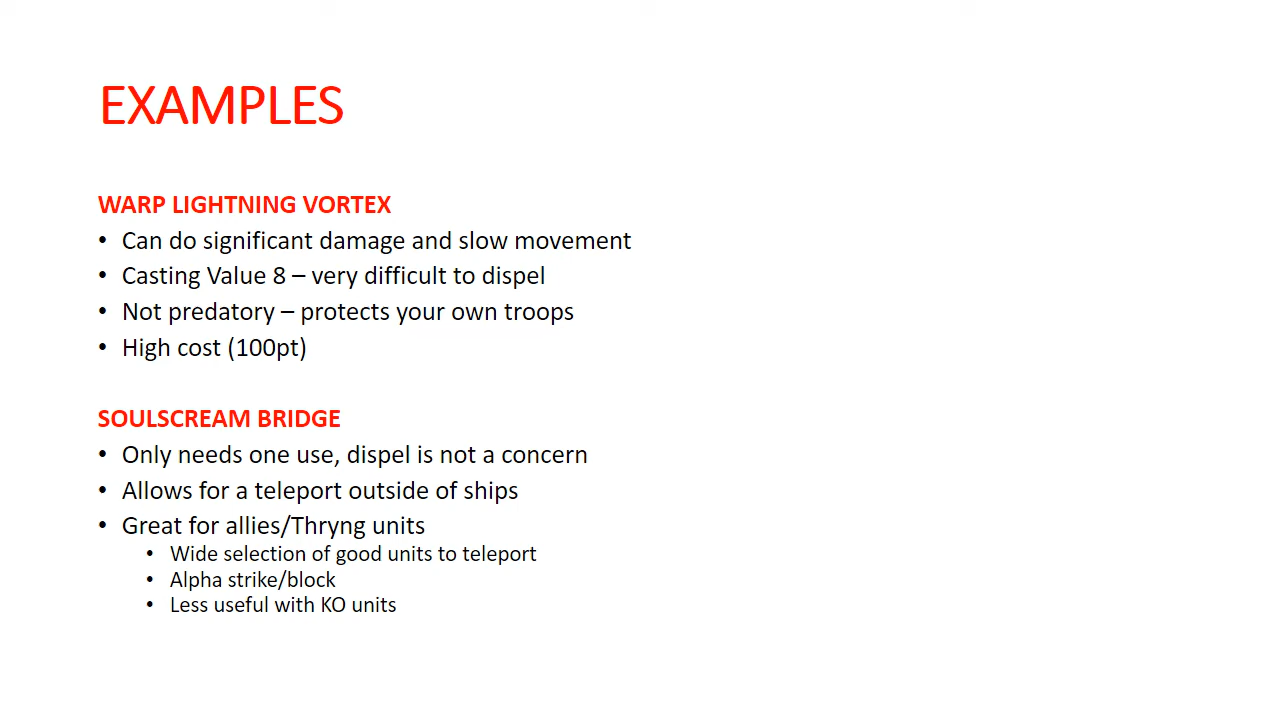 EXAMPLES
WARP LIGHTNING VORTEX
• Can do significant damage and slow movement
• Casting Value 8 – very difficult to dispel
• Not predatory – protects your own troops
• High cost (100pt)
SOULSCREAM BRIDGE
• Only needs one use, dispel is not a concern
• Allows for a teleport outside of ships
• Great for allies/Thryng units
• Wide selection of good units to teleport
• Alpha strike/block
• Less useful with KO units